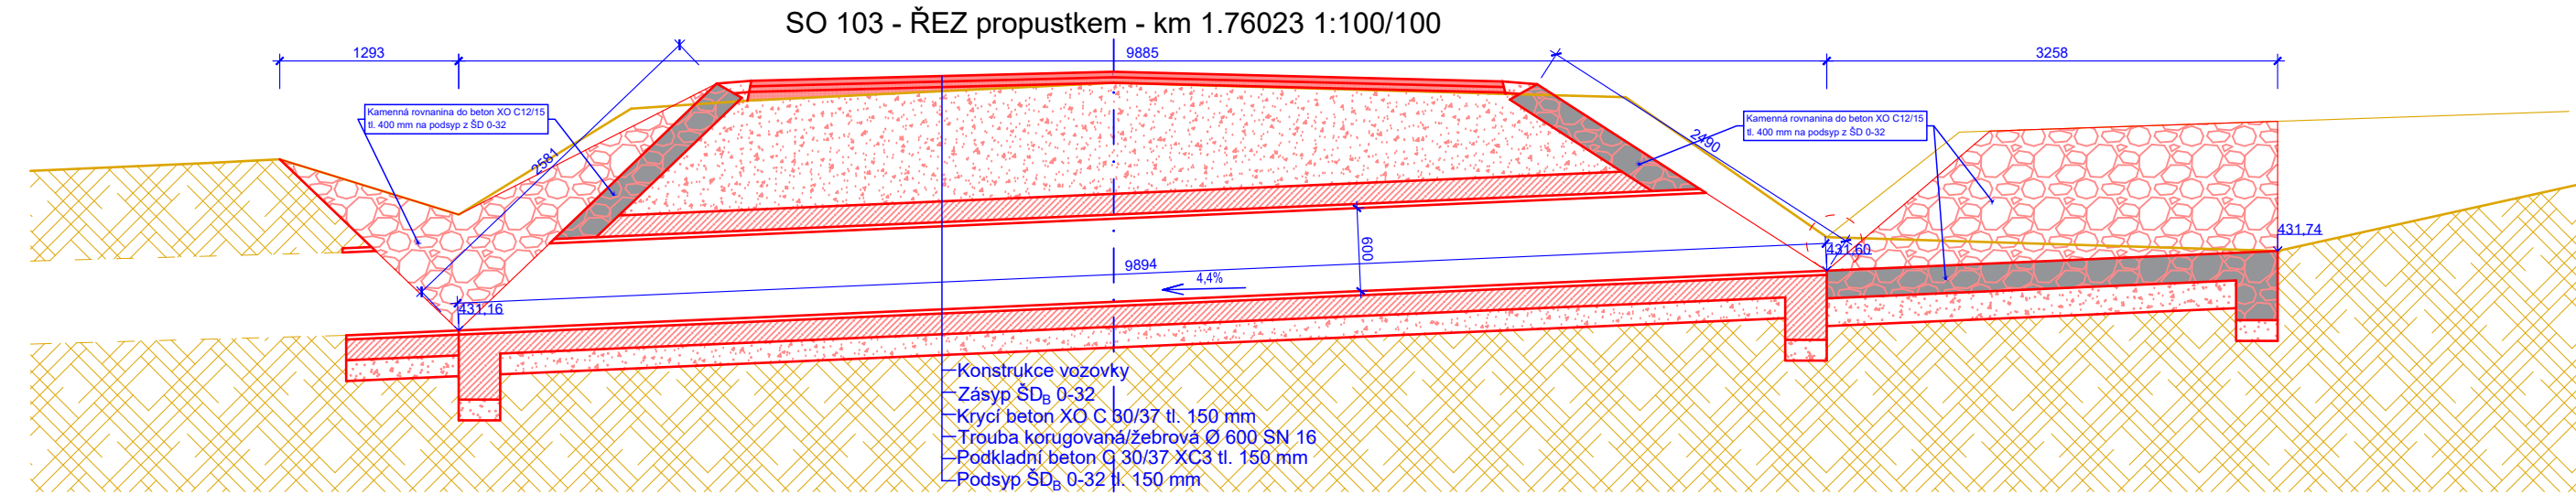 SO 103 - ŘEZ propustkem - km 1.76023 1:100/100
1293
9885
3258
Kamenná rovnanina do beton XO C12/15
tl. 400 mm na podsyp z ŠD 0-32
2581
2490
Kamenná rovnanina do beton XO C12/15
tl. 400 mm na podsyp z ŠD 0-32
431,74
431,60
600
9894
4,4%
431,16
Konstrukce vozovky
Zásyp ŠDB 0-32
Krycí beton XO C 30/37 tl. 150 mm
Trouba korugovaná/žebrová Ø 600 SN 16
Podkladní beton C 30/37 XC3 tl. 150 mm
Podsyp ŠDB 0-32 tl. 150 mm